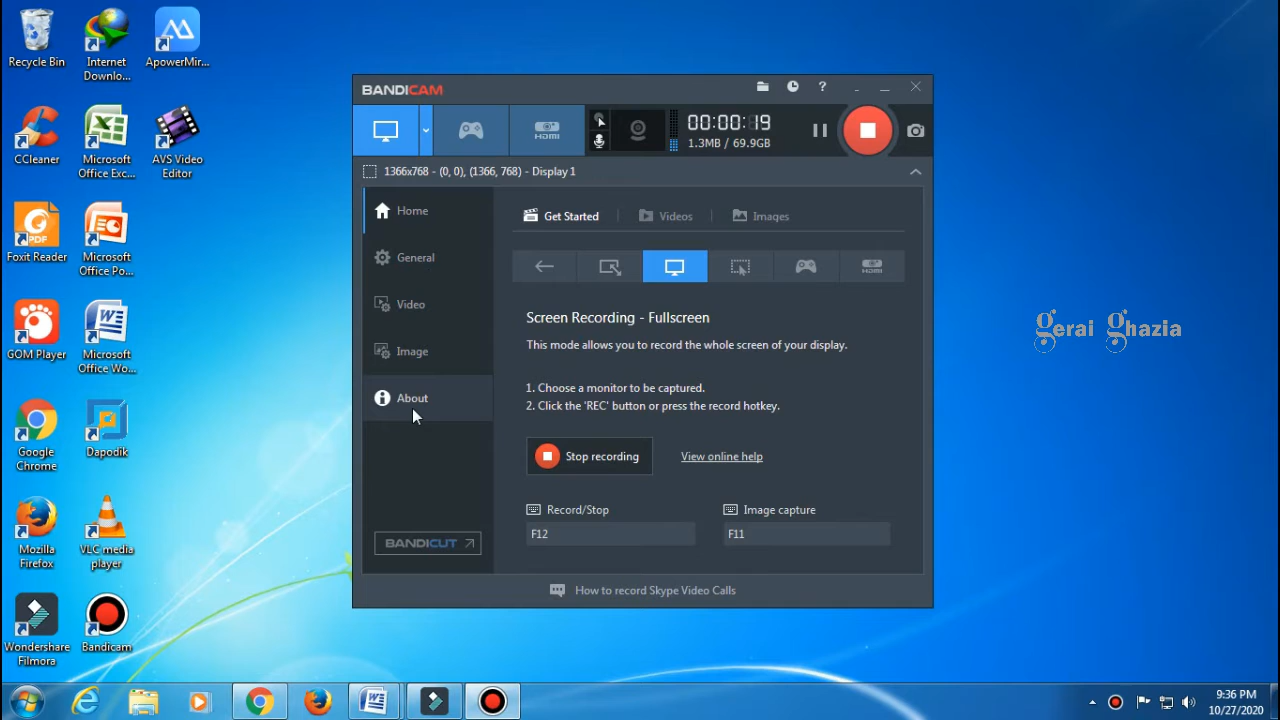 Recycle Bin
Internet
Downlo...
ApowerMir...
CCleaner
Microsoft
Office Exc...
AVS Video
Editor
Foxit Reader
Microsoft
Office Po...
GOM Player
Microsoft
Office Wo...
Google
Chrome
Dapodik
Mozilla
Firefox
VLC media
player
Wondershare
Filmora
Bandicam
BANDICAM
?
HDMI
00:00:19
1.3MB / 69.9GB
1366x768 - (0, 0), (1366, 768) - Display 1
Home
General
Video
Image
About
BANDICUT
Get Started
Videos
Images
HDMI
Screen Recording - Fullscreen
This mode allows you to record the whole screen of your display.
1. Choose a monitor to be captured.
2. Click the 'REC' button or press the record hotkey.
Stop recording
View online help
Record/Stop
Image capture
F12
F11
How to record Skype Video Calls
gerai ghazia
9:36 PM
10/27/2020